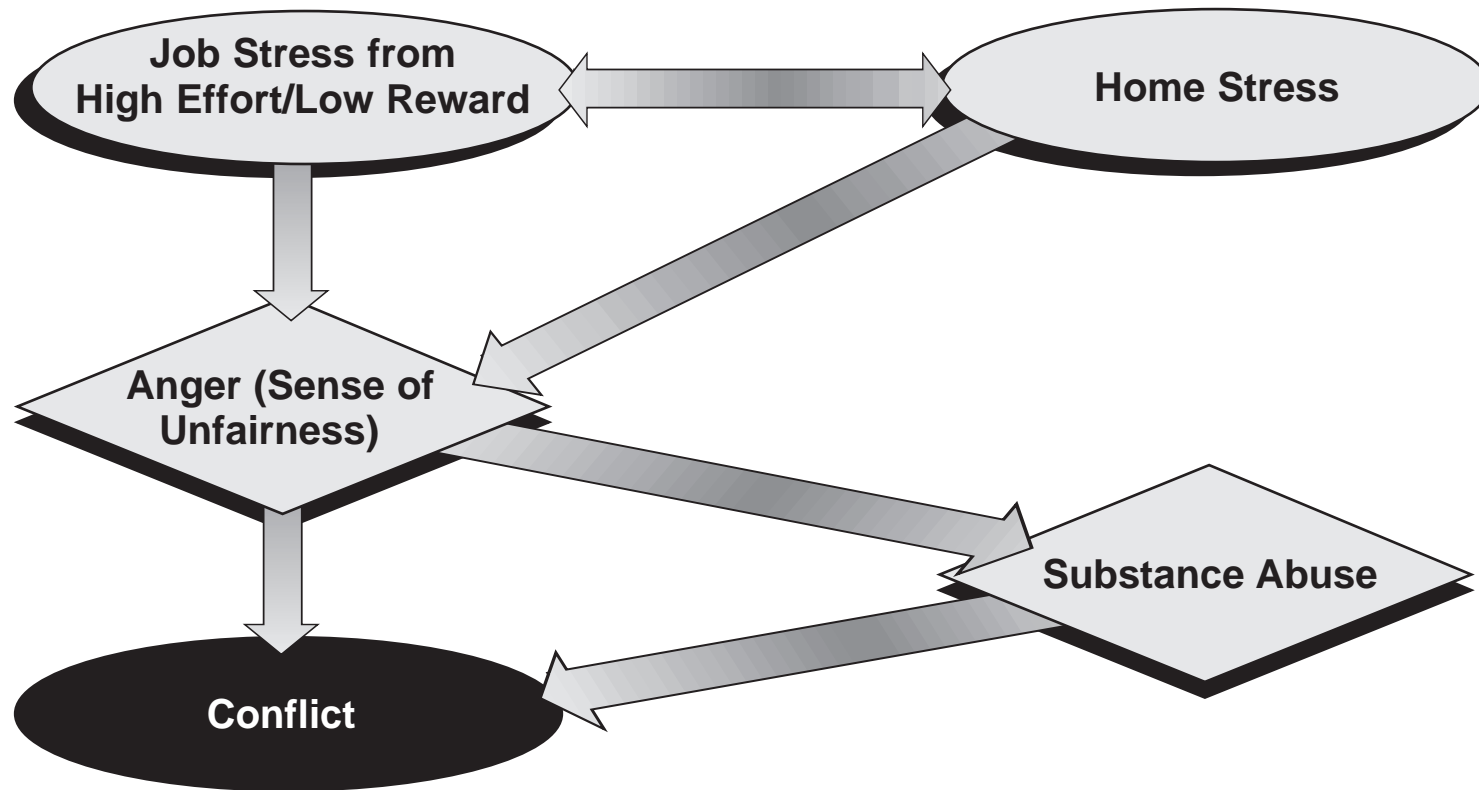 Job Stress from
High Effort/Low Reward
Home Stress
Anger (Sense of
Unfairness)
Substance Abuse
Conflict